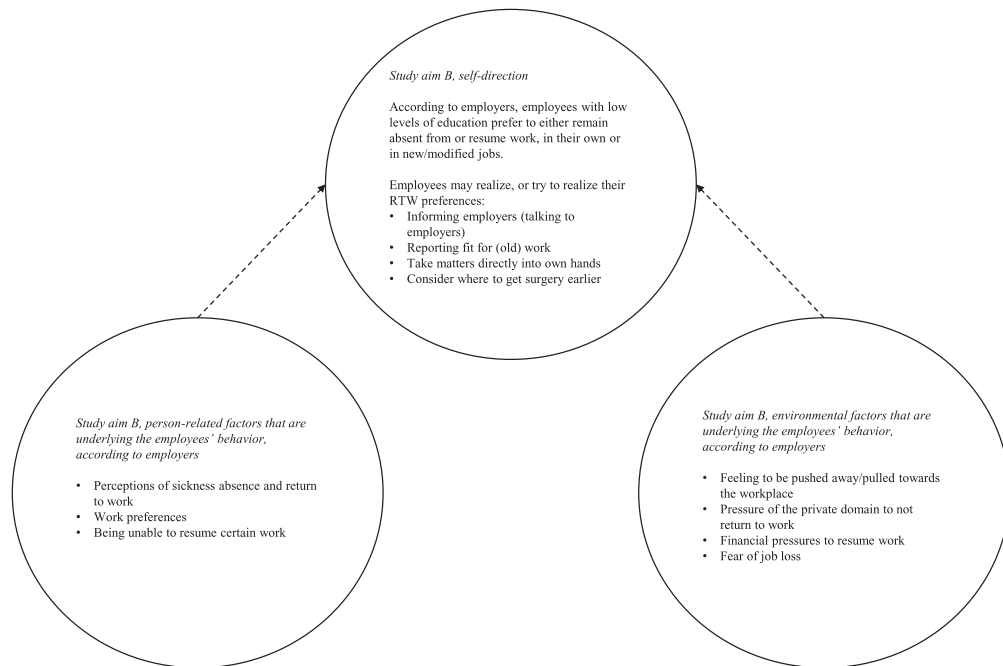 Study aim B, self-direction
According to employers, employees with low
levels of education prefer to either remain
absent from or resume work, in their own or
in new/modified jobs.
Employees may realize, or try to realize their
RTW preferences:
• Informing employers (talking to
employers)
• Reporting fit for (old) work
• Take matters directly into own hands
• Consider where to get surgery earlier
Study aim B, person-related factors that are
underlying the employees’ behavior,
according to employers
• Perceptions of sickness absence and return
to work
• Work preferences
• Being unable to resume certain work
Study aim B, environmental factors that are
underlying the employees’ behavior,
according to employers
• Feeling to be pushed away/pulled towards
the workplace
• Pressure of the private domain to not
return to work
• Financial pressures to resume work
• Fear of job loss